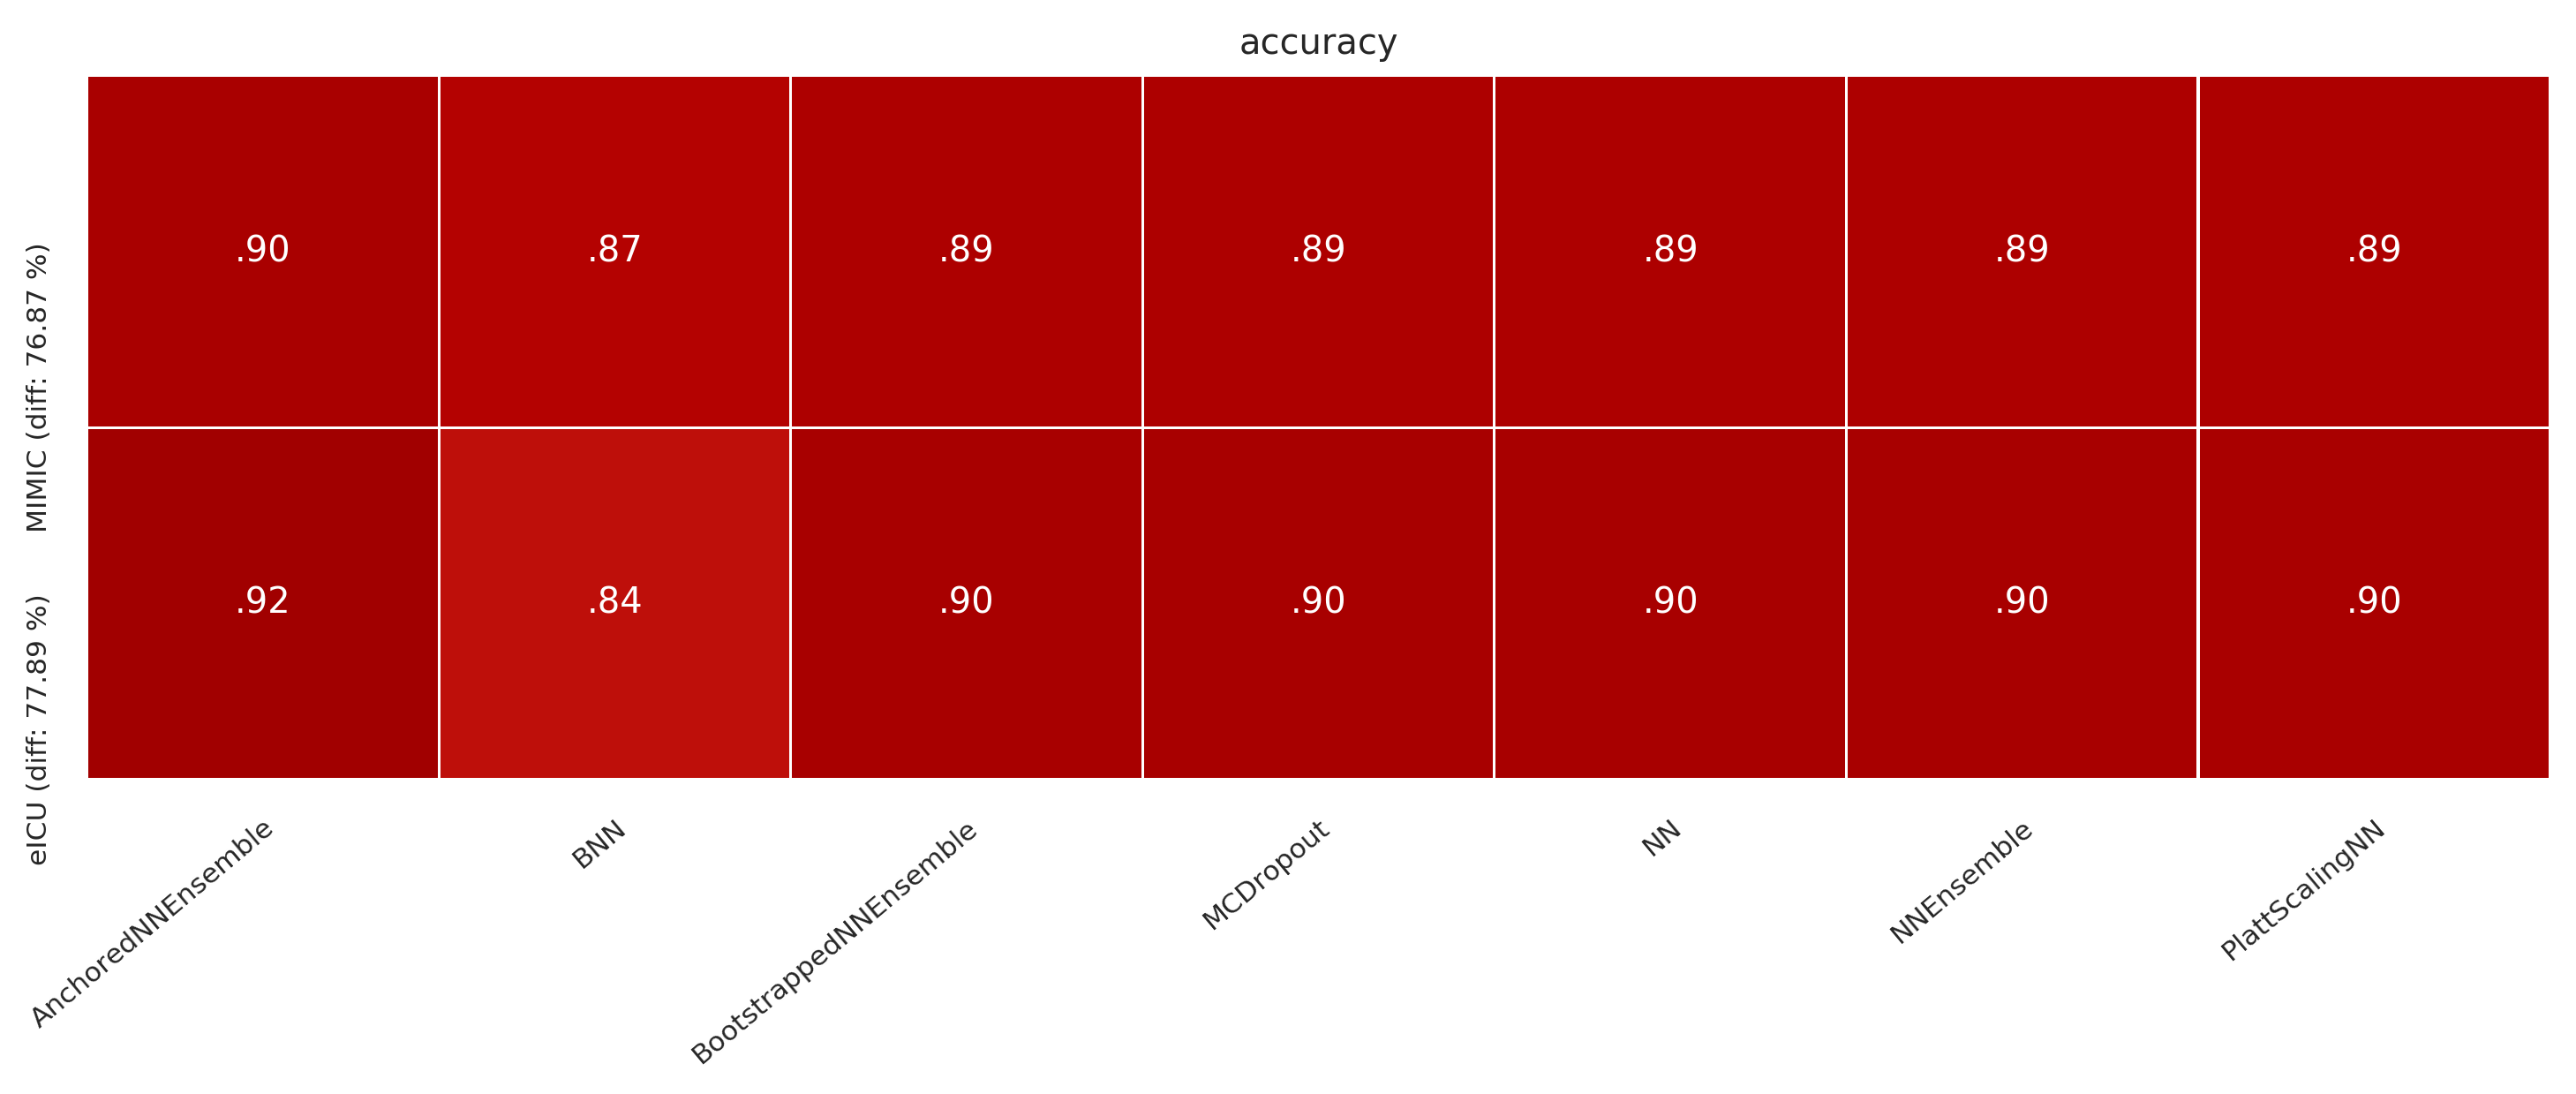 accuracy
MIMIC (diff: 76.87 %)
.90 .87 .89 .89 .89 .89 .89
eICU (diff: 77.89 %)
.92 .84 .90 .90 .90 .90 .90
AnchoredNNEnsemble
BNN
BootstrappedNNEnsemble
MCDropout
NN
NNEnsemble
PlattScalingNN